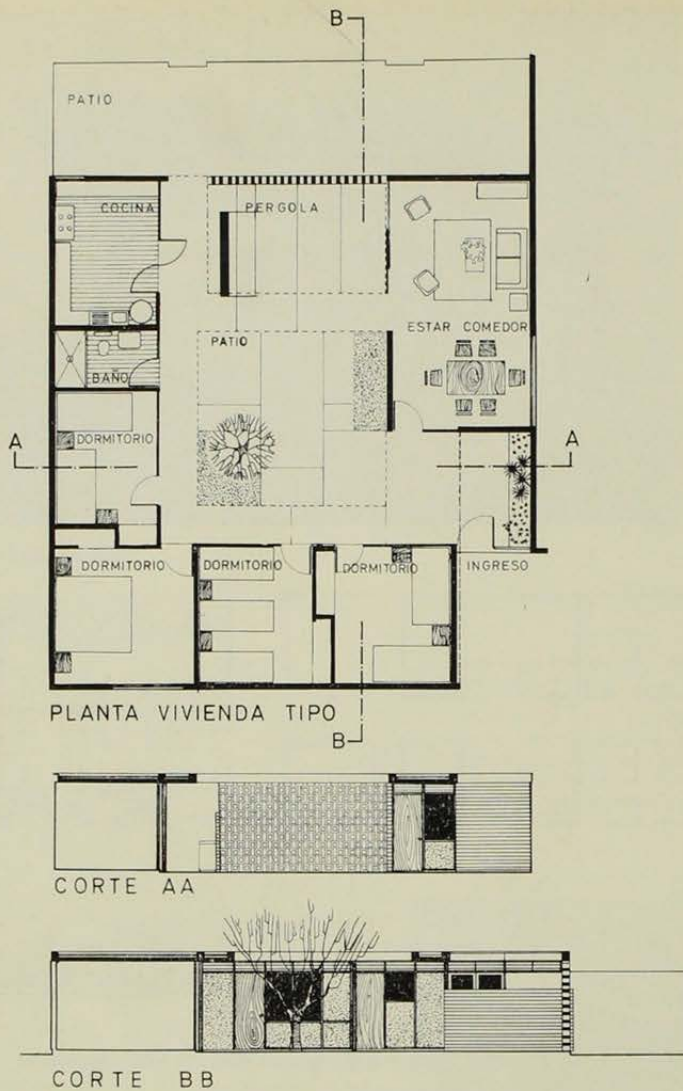 B
PATIO
COCINA
PERGOLA
ESTAR COMEDOR
PATIO
BAÑO
A
DORMITORIO
A
DORMITORIO
DORMITORIO
DORMITORIO
INGRESO
PLANTA VIVIENDA TIPO
B
CORTE AA
CORTE BB